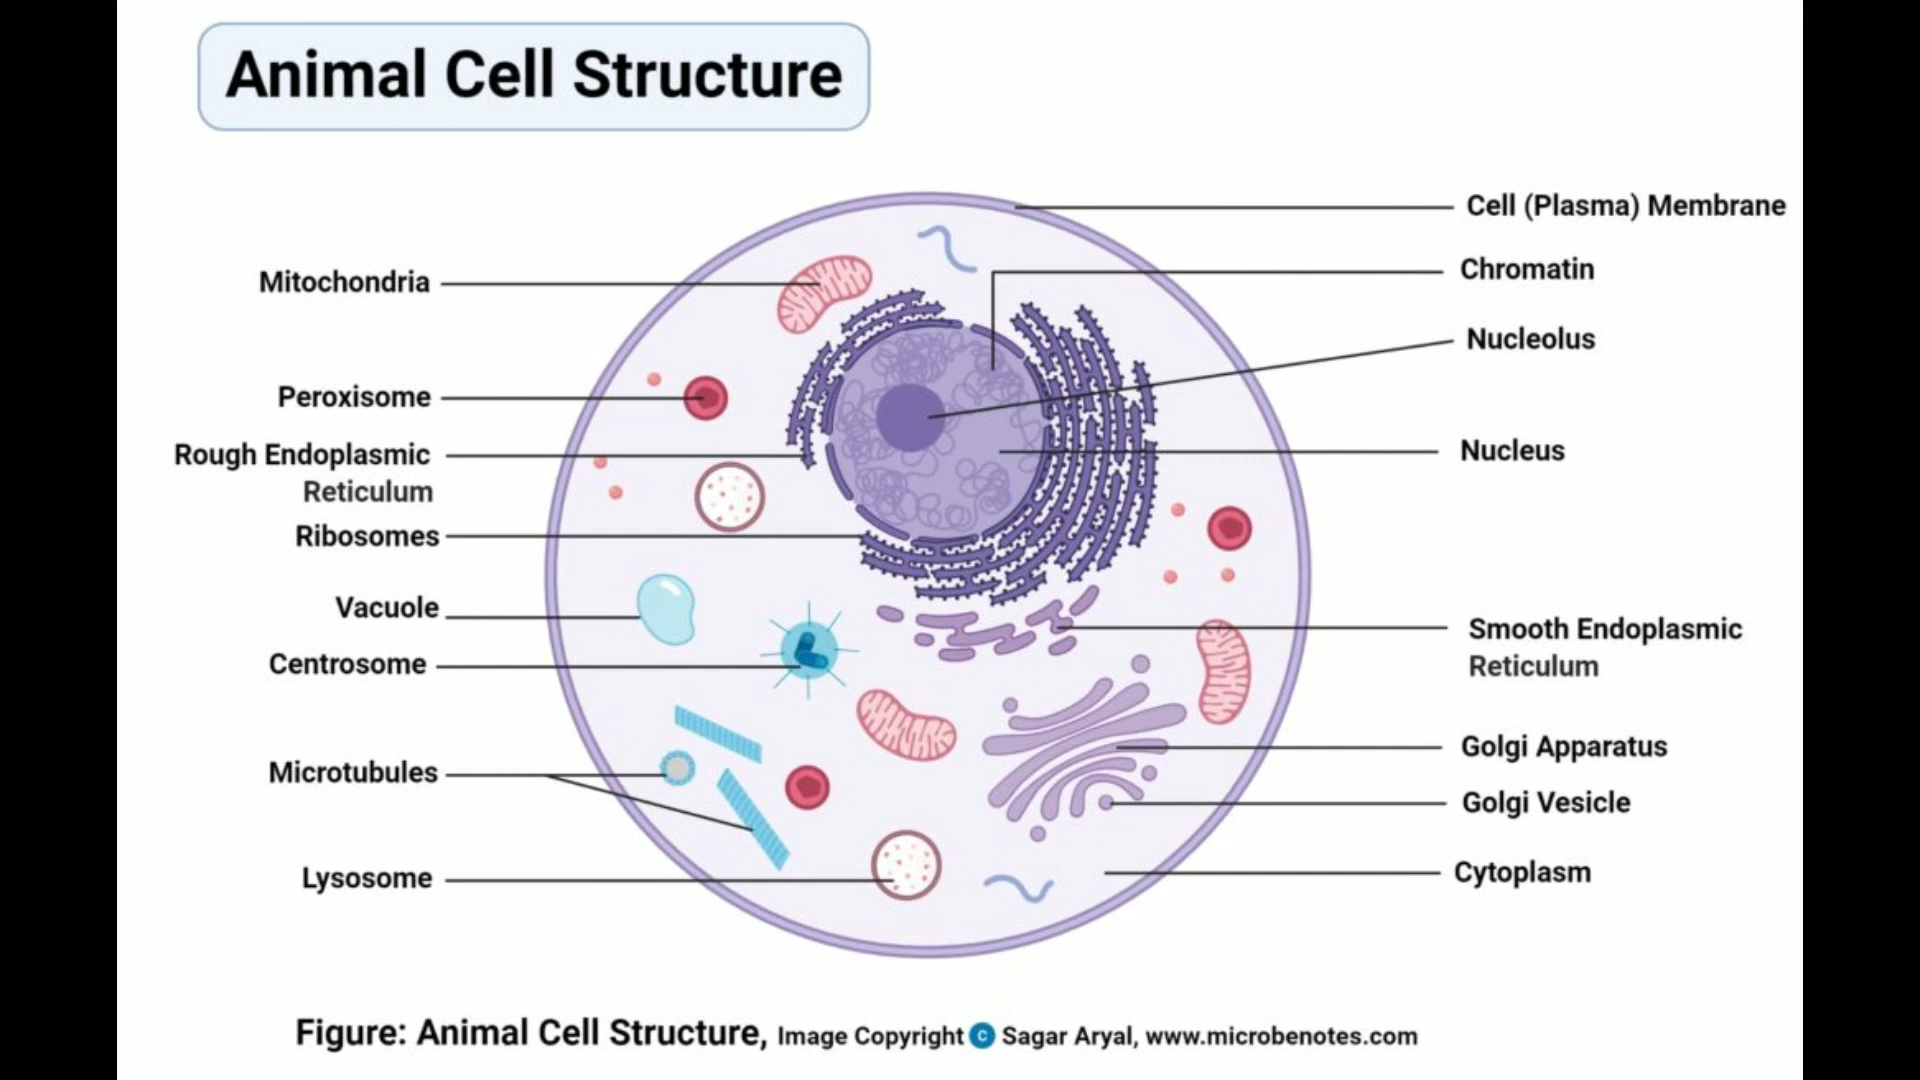 Animal Cell Structure
Mitochondria
Peroxisome
Rough Endoplasmic
Reticulum
Ribosomes
Vacuole
Centrosome
Microtubules
Lysosome
Cell (Plasma) Membrane
Chromatin
Nucleolus
Nucleus
Smooth Endoplasmic
Reticulum
Golgi Apparatus
Golgi Vesicle
Cytoplasm
Figure: Animal Cell Structure, Image Copyright © Sagar Aryal, www.microbenotes.com